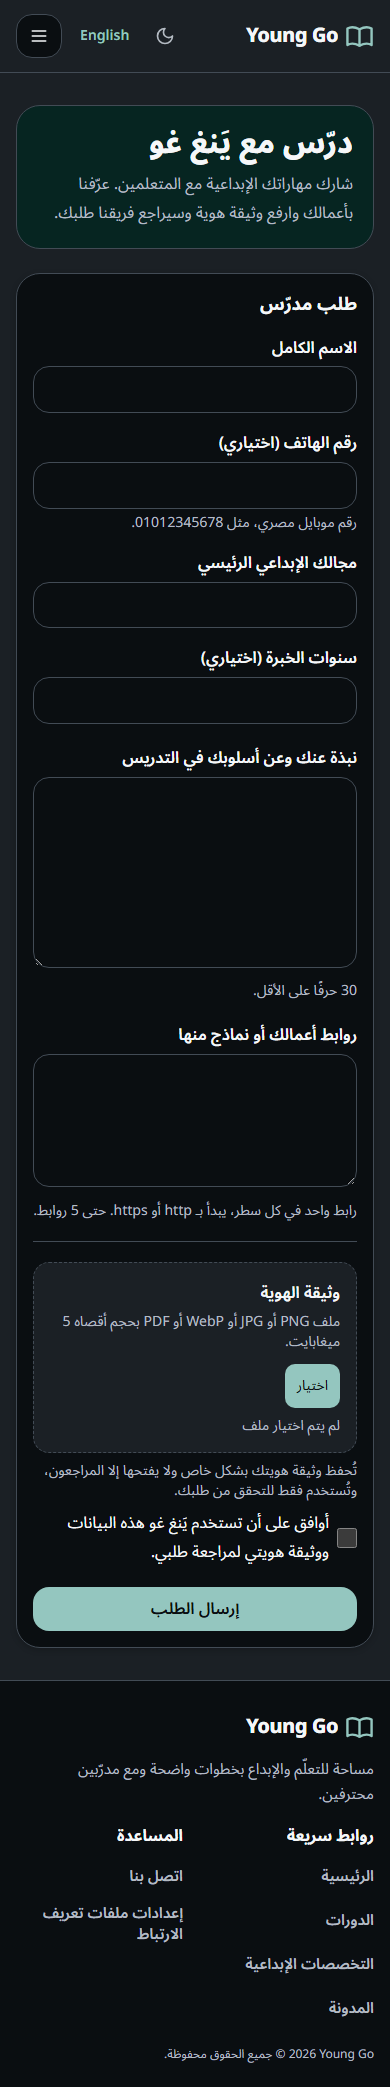 Young Go
English
درّس مع يَنغ غو
شارك مهاراتك الإبداعية مع المتعلمين. عرّفنا
بأعمالك وارفع وثيقة هوية وسيراجع فريقنا طلبك.
طلب مدرّس
الاسم الكامل
رقم الهاتف (اختياري)
رقم موبايل مصري، مثل 01012345678.
مجالك الإبداعي الرئيسي
سنوات الخبرة (اختياري)
نبذة عنك وعن أسلوبك في التدريس
30 حرفًا على الأقل.
روابط أعمالك أو نماذج منها
رابط واحد في كل سطر، يبدأ بـ http أو https. حتى 5 روابط.
وثيقة الهوية
ملف PNG أو JPG أو WebP أو PDF بحجم أقصاه 5
ميغابايت.
اختيار
لم يتم اختيار ملف
تُحفظ وثيقة هويتك بشكل خاص ولا يفتحها إلا المراجعون،
وتُستخدم فقط للتحقق من طلبك.
أوافق على أن تستخدم يَنغ غو هذه البيانات
ووثيقة هويتي لمراجعة طلبي.
إرسال الطلب
Young Go
مساحة للتعلّم والإبداع بخطوات واضحة ومع مدرّبين
محترفين.
روابط سريعة
الرئيسية
الدورات
التخصصات الإبداعية
المدونة
المساعدة
اتصل بنا
إعدادات ملفات تعريف
الارتباط
Young Go 2026 © جميع الحقوق محفوظة.